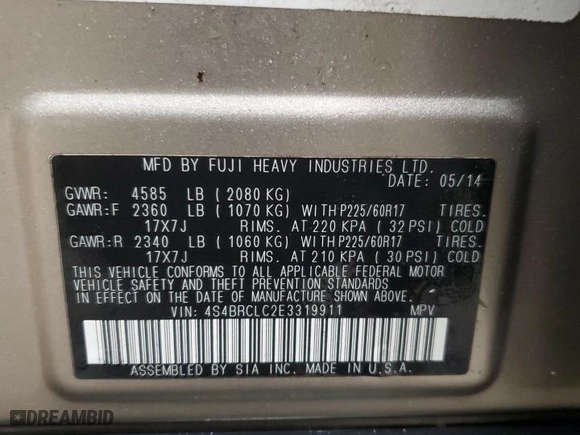 MFD BY FUJI HEAVY INDUSTRIES LTD.
DATE: 05/14
GVWR: 4585 LB ( 2080 KG)
GAWR:F 2360 LB ( 1070 KG) WITH P225/60R17 TIRES.
17X7J RIMS. AT 220 KPA ( 32 PSI) COLD
GAWR:R 2340 LB ( 1060 KG) WITH P225/60R17 TIRES.
17X7J RIMS. AT 210 KPA ( 30 PSI) COLD
THIS VEHICLE CONFORMS TO ALL APPLICABLE FEDERAL MOTOR
VEHICLE SAFETY AND THEFT PREVENTION STANDARDS
IN EFFECT ON THE DATE OF MANUFACTURE SHOWN ABOVE.
VIN: 4S4BRCLC2E3319911 MPV
ASSEMBLED BY SIA INC. MADE IN U.S.A.
DREAMBID